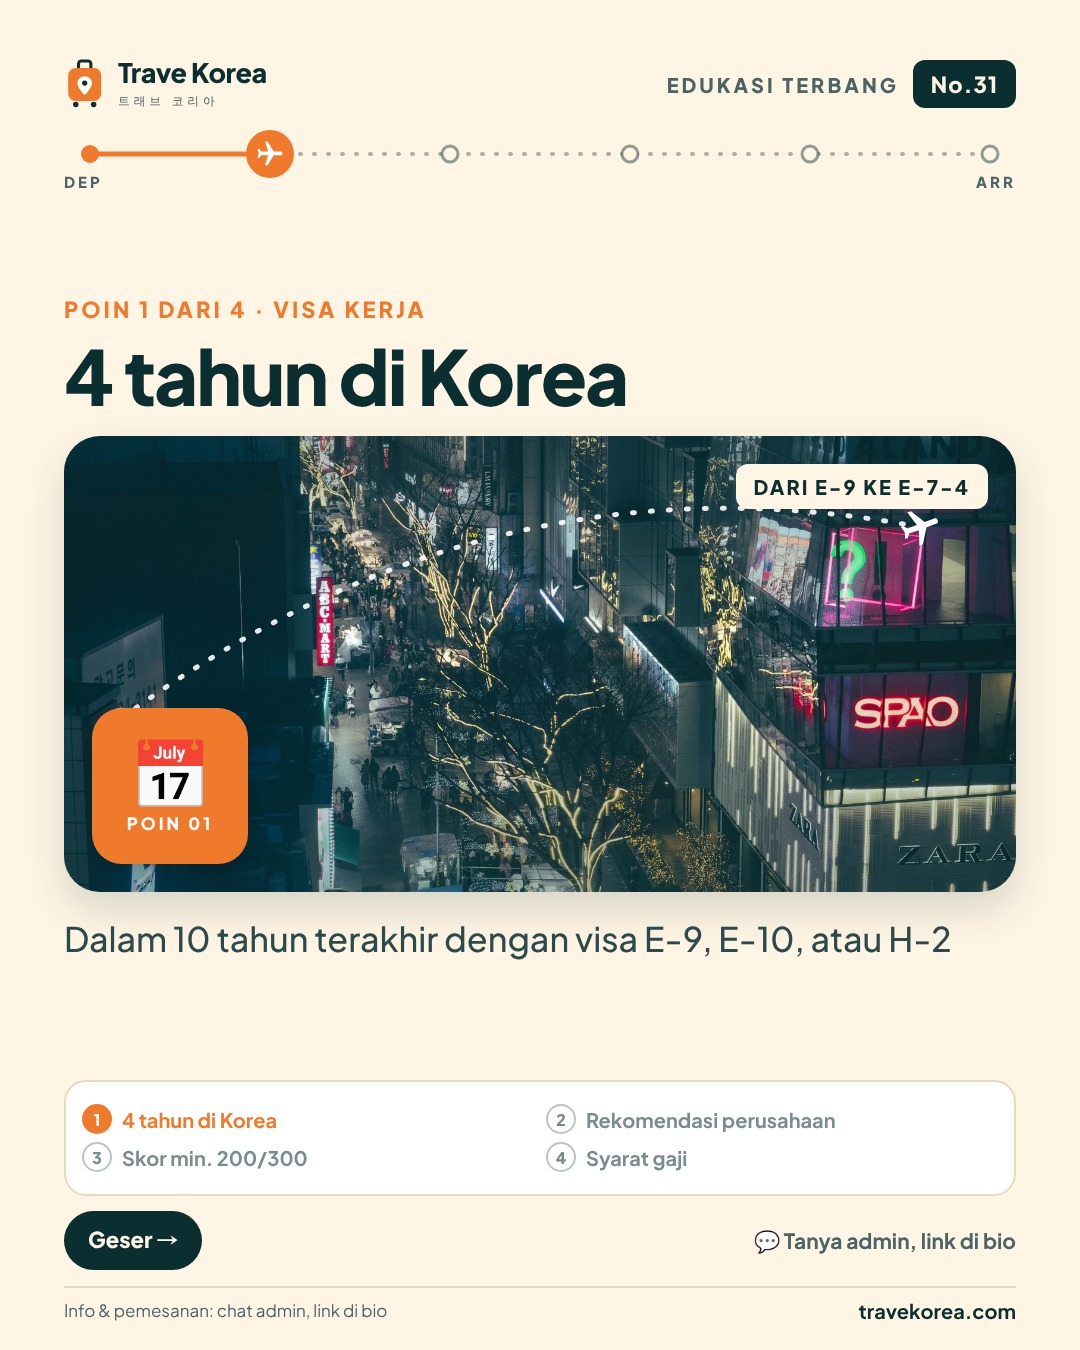 Trave Korea
트래브 코리아
EDUKASI TERBANG
No.31
DEP
ARR
POIN 1 DARI 4 · VISA KERJA
4 tahun di Korea
DARI E-9 KE E-7-4
ABC-MART
?
SPAO
ZARA
ZARA
July
17
POIN 01
Dalam 10 tahun terakhir dengan visa E-9, E-10, atau H-2
1 4 tahun di Korea
2 Rekomendasi perusahaan
3 Skor min. 200/300
4 Syarat gaji
Geser →
💬 Tanya admin, link di bio
Info & pemesanan: chat admin, link di bio
travekorea.com